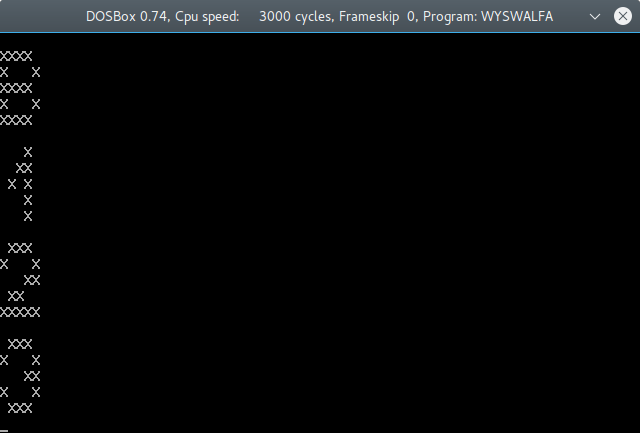 DOSBox 0.74, Cpu speed:     3000 cycles, Frameskip  0, Program: WYSWALFA
XXXX
X   X
XXXX
X   X
XXXX

   X
  XX
 X X
   X
   X

 XXX
X   X
   XX
 XX
XXXXX

 XXX
X   X
   XX
X   X
 XXX
_